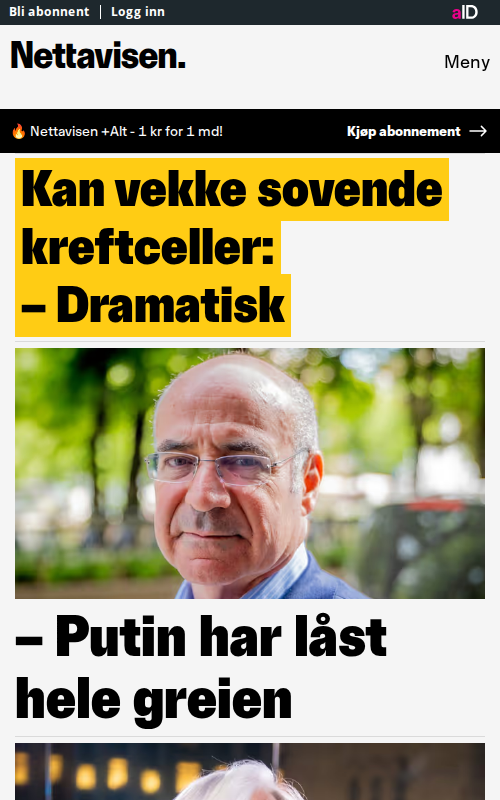 Bli abonnent | Logg inn
aID
Nettavisen.
Meny
🔥 Nettavisen +Alt - 1 kr for 1 md!
Kjøp abonnement →
Kan vekke sovende
kreftceller:
– Dramatisk
– Putin har låst
hele greien